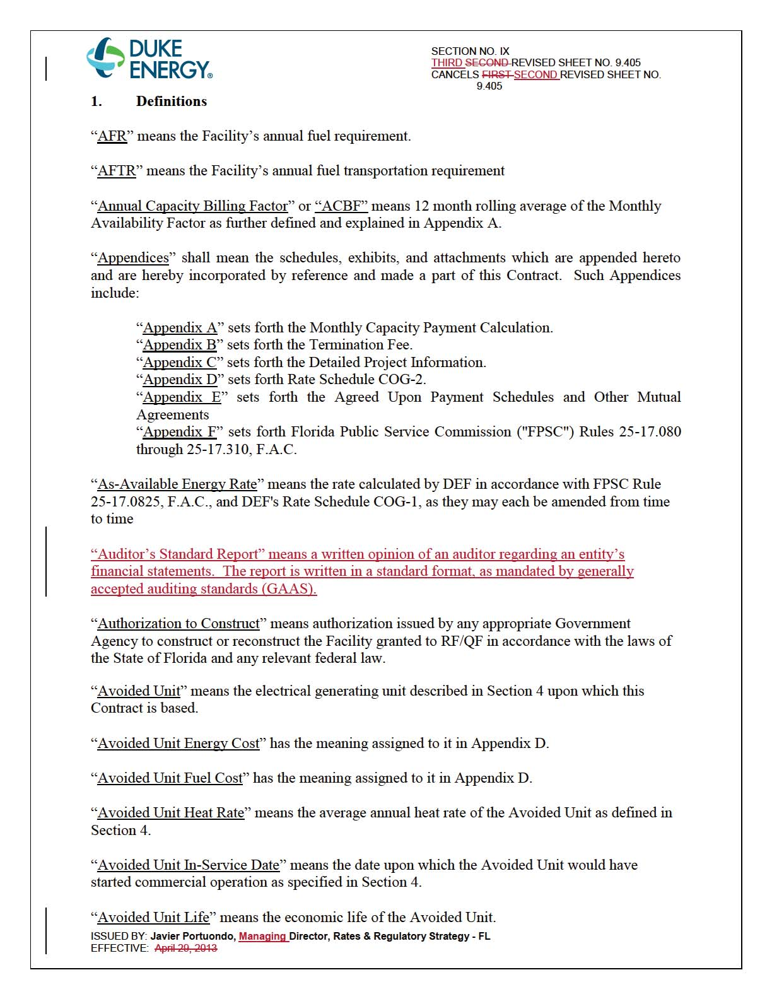 DUKE
ENERGY®
SECTION NO. IX
THIRD SECOND REVISED SHEET NO. 9.405
CANCELS FIRST SECOND REVISED SHEET NO.
9.405
1. Definitions
“AFR” means the Facility’s annual fuel requirement.
“AFTR” means the Facility’s annual fuel transportation requirement
“Annual Capacity Billing Factor” or “ACBF” means 12 month rolling average of the Monthly
Availability Factor as further defined and explained in Appendix A.
“Appendices” shall mean the schedules, exhibits, and attachments which are appended hereto
and are hereby incorporated by reference and made a part of this Contract. Such Appendices
include:
“Appendix A” sets forth the Monthly Capacity Payment Calculation.
“Appendix B” sets forth the Termination Fee.
“Appendix C” sets forth the Detailed Project Information.
“Appendix D” sets forth Rate Schedule COG-2.
“Appendix E” sets forth the Agreed Upon Payment Schedules and Other Mutual
Agreements
“Appendix F” sets forth Florida Public Service Commission ("FPSC") Rules 25-17.080
through 25-17.310, F.A.C.
“As-Available Energy Rate” means the rate calculated by DEF in accordance with FPSC Rule
25-17.0825, F.A.C., and DEF's Rate Schedule COG-1, as they may each be amended from time
to time
“Auditor’s Standard Report” means a written opinion of an auditor regarding an entity’s
financial statements. The report is written in a standard format, as mandated by generally
accepted auditing standards (GAAS).
“Authorization to Construct” means authorization issued by any appropriate Government
Agency to construct or reconstruct the Facility granted to RF/QF in accordance with the laws of
the State of Florida and any relevant federal law.
“Avoided Unit” means the electrical generating unit described in Section 4 upon which this
Contract is based.
“Avoided Unit Energy Cost” has the meaning assigned to it in Appendix D.
“Avoided Unit Fuel Cost” has the meaning assigned to it in Appendix D.
“Avoided Unit Heat Rate” means the average annual heat rate of the Avoided Unit as defined in
Section 4.
“Avoided Unit In-Service Date” means the date upon which the Avoided Unit would have
started commercial operation as specified in Section 4.
“Avoided Unit Life” means the economic life of the Avoided Unit.
ISSUED BY: Javier Portuondo, Managing Director, Rates & Regulatory Strategy - FL
EFFECTIVE: April 29, 2013